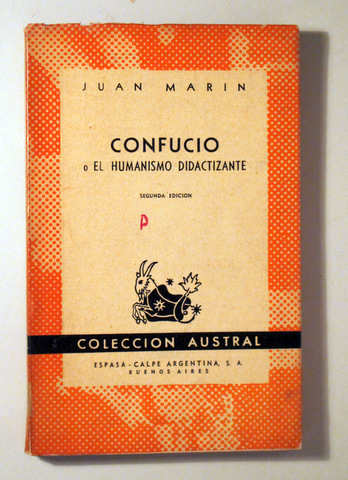 JUAN MARIN
CONFUCIO
o EL HUMANISMO DIDACTIZANTE
SEGUNDA EDICION
P
COLECCION AUSTRAL
ESPASA - CALPE ARGENTINA, S. A.
BUENOS AIRES